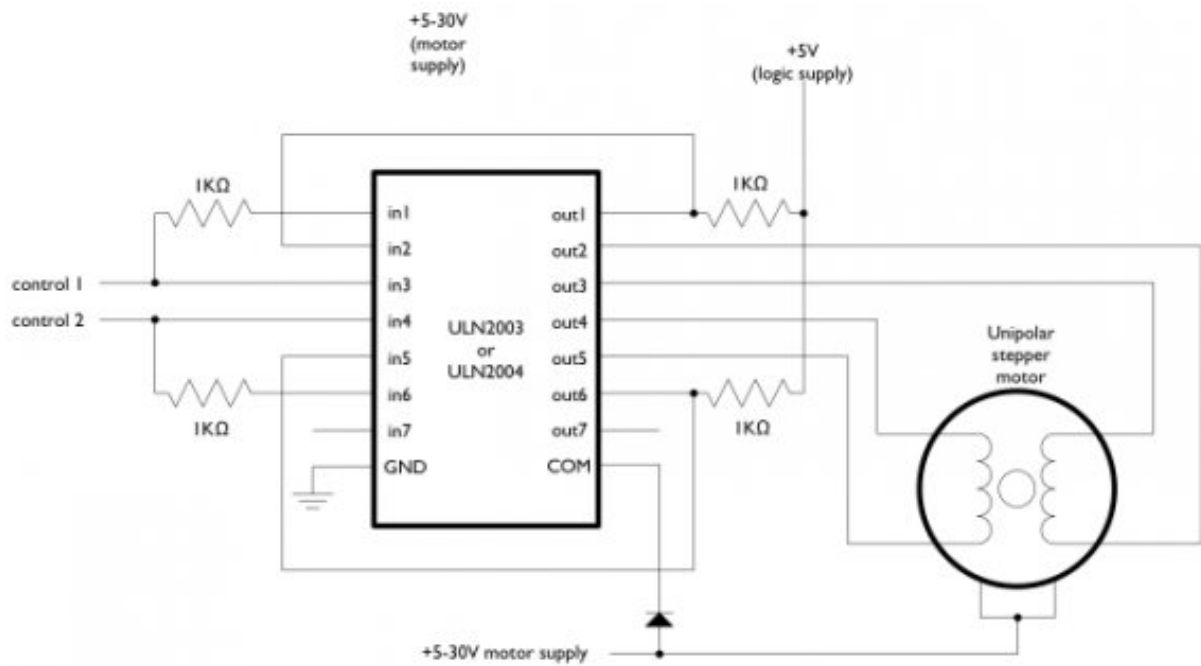 +5-30V
(motor
supply)
+5V
(logic supply)
1KΩ
1KΩ
in1
out1
in2
out2
control 1
in3
out3
control 2
in4
out4
ULN2003
or
ULN2004
Unipolar
stepper
motor
in5
out5
in6
out6
1KΩ
1KΩ
in7
out7
GND
COM
+5-30V motor supply